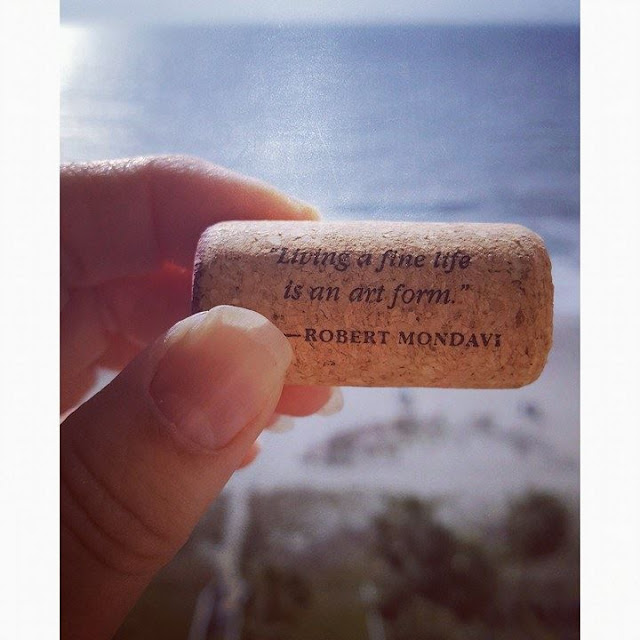 "Living a fine life
is an art form."
—ROBERT MONDAVI